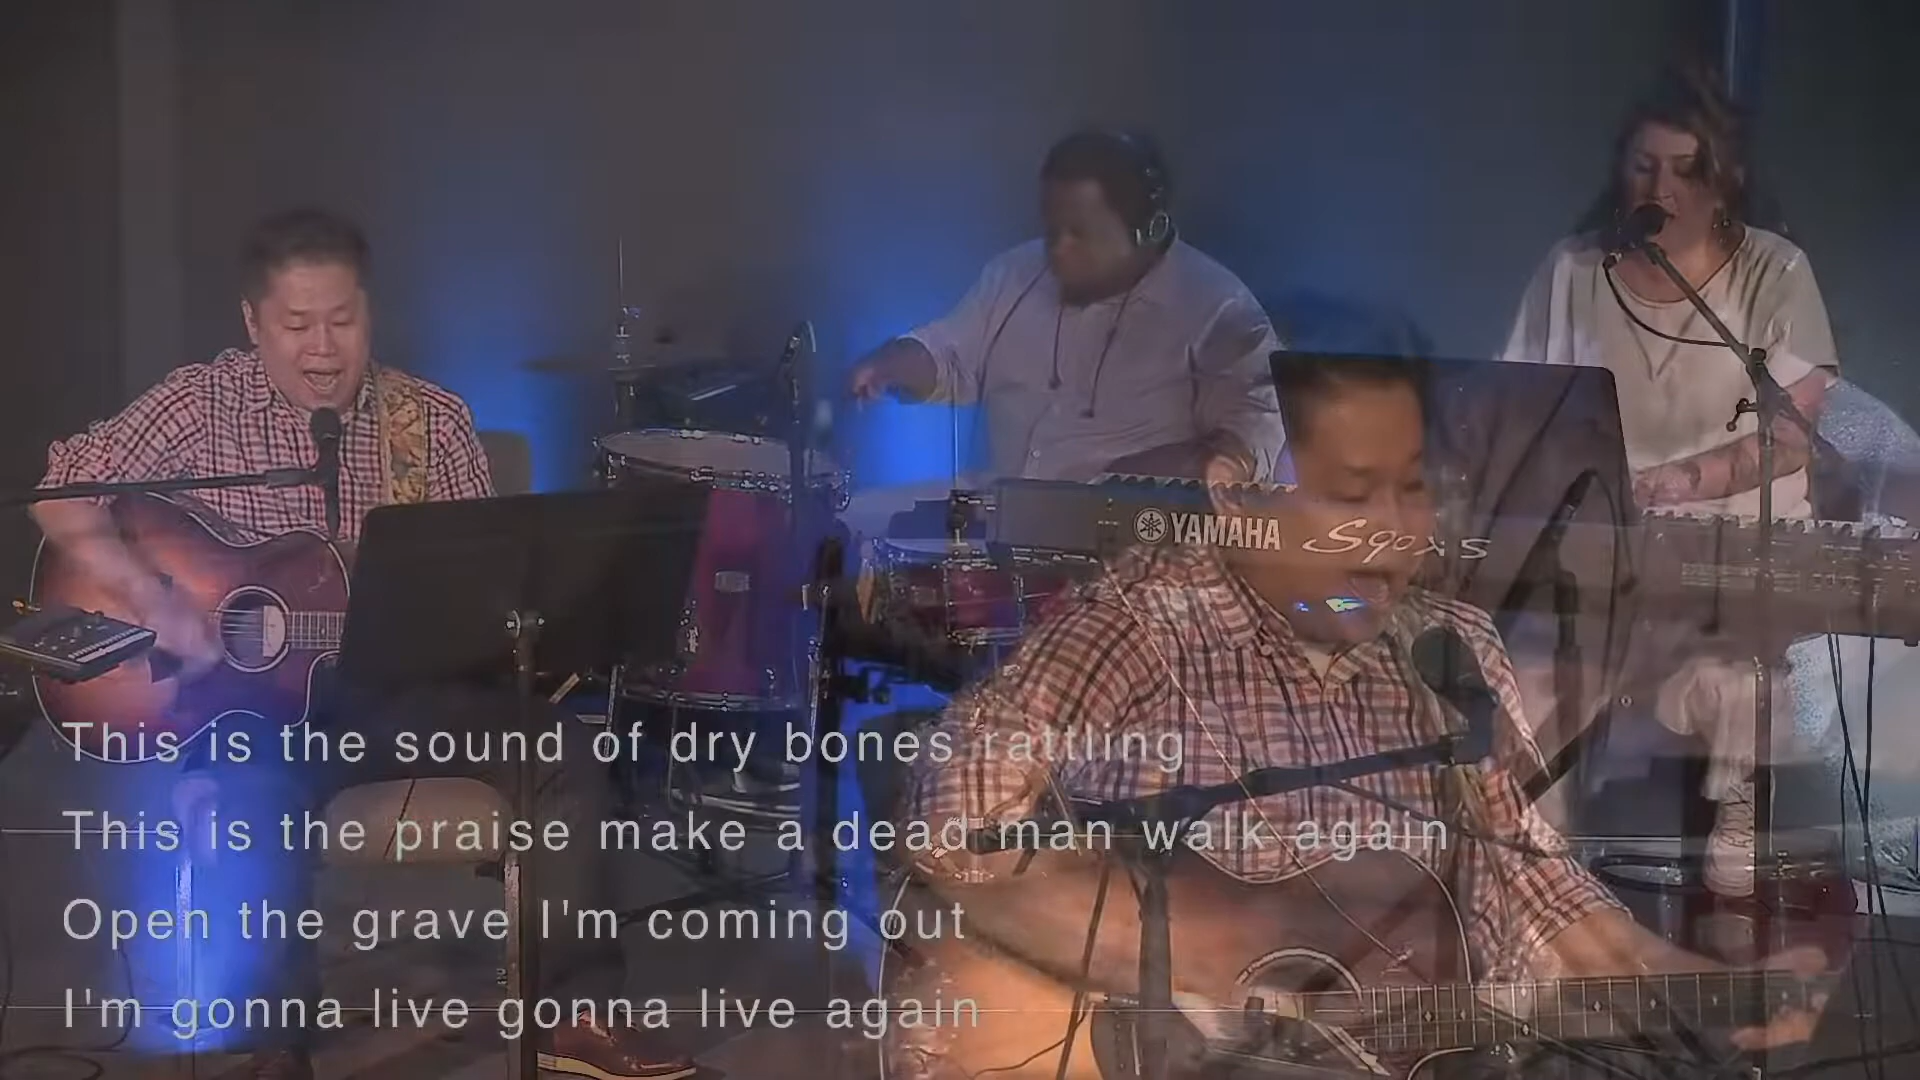 YAMAHA S90XS
This is the sound of dry bones rattling
This is the praise make a dead man walk again
Open the grave I'm coming out
I'm gonna live gonna live again